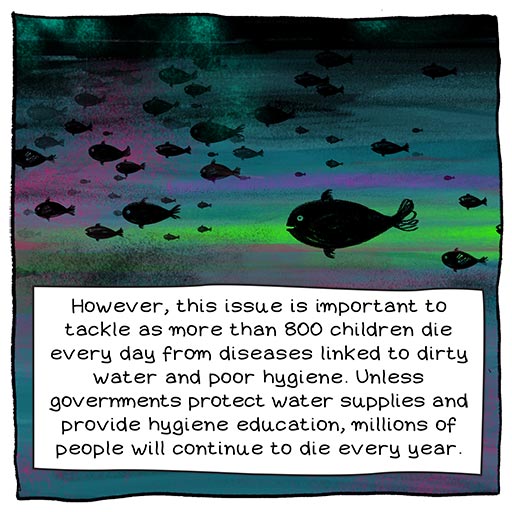 However, this issue is important to
tackle as more than 800 children die
every day from diseases linked to dirty
water and poor hygiene. Unless
governments protect water supplies and
provide hygiene education, millions of
people will continue to die every year.